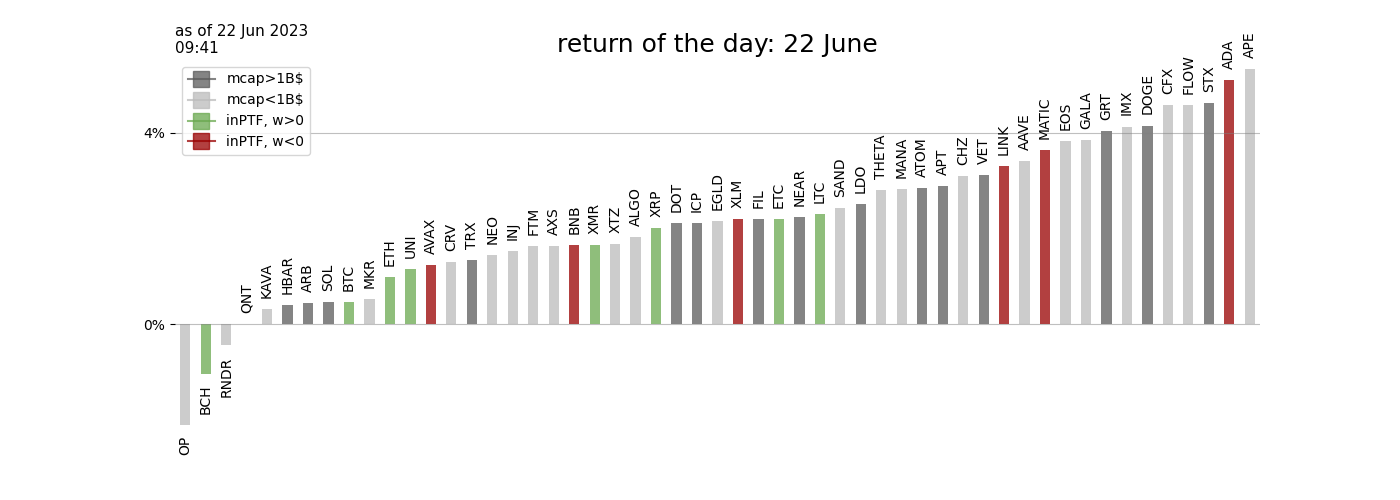 as of 22 Jun 2023
09:41
return of the day: 22 June
mcap>1B$
mcap<1B$
inPTF, w>0
inPTF, w<0
4%
0%
OP
BCH
RNDR
QNT
KAVA
HBAR
ARB
SOL
BTC
MKR
ETH
UNI
AVAX
CRV
TRX
NEO
INJ
FTM
AXS
BNB
XMR
XTZ
ALGO
XRP
DOT
ICP
EGLD
XLM
FIL
ETC
NEAR
LTC
SAND
LDO
THETA
MANA
ATOM
APT
CHZ
VET
LINK
AAVE
MATIC
EOS
GALA
GRT
IMX
DOGE
CFX
FLOW
STX
ADA
APE